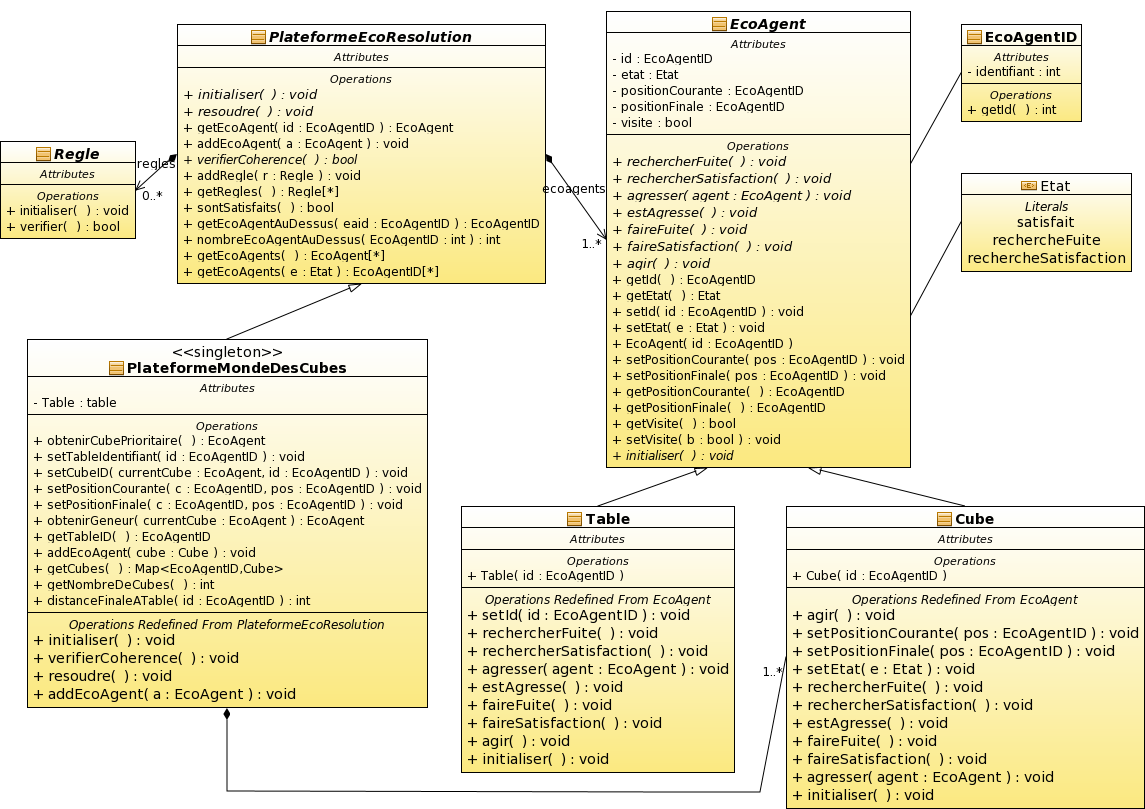 PlateformeEcoResolution
Attributes
Operations
+ initialiser(  ) : void
+ resoudre(  ) : void
+ getEcoAgent( id : EcoAgentID ) : EcoAgent
+ addEcoAgent( a : EcoAgent ) : void
+ verifierCoherence(  ) : bool
+ addRegle( r : Regle ) : void
+ getRegles(  ) : Regle[*]
+ sontSatisfaits(  ) : bool
+ getEcoAgentAuDessus( eaid : EcoAgentID ) : EcoAgentID
+ nombreEcoAgentAuDessus( EcoAgentID : int ) : int
+ getEcoAgents(  ) : EcoAgent[*]
+ getEcoAgents( e : Etat ) : EcoAgentID[*]
Regle
Attributes
Operations
+ initialiser(  ) : void
+ verifier(  ) : bool
regles
0..*
ecoagents
1..*
EcoAgent
Attributes
- id : EcoAgentID
- etat : Etat
- positionCourante : EcoAgentID
- positionFinale : EcoAgentID
- visite : bool
Operations
+ rechercherFuite(  ) : void
+ rechercherSatisfaction(  ) : void
+ agresser( agent : EcoAgent ) : void
+ estAgresse(  ) : void
+ faireFuite(  ) : void
+ faireSatisfaction(  ) : void
+ agir(  ) : void
+ getId(  ) : EcoAgentID
+ getEtat(  ) : Etat
+ setId( id : EcoAgentID ) : void
+ setEtat( e : Etat ) : void
+ EcoAgent( id : EcoAgentID )
+ setPositionCourante( pos : EcoAgentID ) : void
+ setPositionFinale( pos : EcoAgentID ) : void
+ getPositionCourante(  ) : EcoAgentID
+ getPositionFinale(  ) : EcoAgentID
+ getVisite(  ) : bool
+ setVisite( b : bool ) : void
+ initialiser(  ) : void
EcoAgentID
Attributes
- identifiant : int
Operations
+ getId(  ) : int
<E> Etat
Literals
satisfait
rechercheFuite
rechercheSatisfaction
<<singleton>>
PlateformeMondeDesCubes
Attributes
- Table : table
Operations
+ obtenirCubePrioritaire(  ) : EcoAgent
+ setTableIdentifiant( id : EcoAgentID ) : void
+ setCubeID( currentCube : EcoAgent, id : EcoAgentID ) : void
+ setPositionCourante( c : EcoAgentID, pos : EcoAgentID ) : void
+ setPositionFinale( c : EcoAgentID, pos : EcoAgentID ) : void
+ obtenirGeneur( currentCube : EcoAgent ) : EcoAgent
+ getTableID(  ) : EcoAgentID
+ addEcoAgent( cube : Cube ) : void
+ getCubes(  ) : Map<EcoAgentID,Cube>
+ getNombreDeCubes(  ) : int
+ distanceFinaleATable( id : EcoAgentID ) : int
Operations Redefined From PlateformeEcoResolution
+ initialiser(  ) : void
+ verifierCoherence(  ) : void
+ resoudre(  ) : void
+ addEcoAgent( a : EcoAgent ) : void
Table
Attributes
Operations
+ Table( id : EcoAgentID )
Operations Redefined From EcoAgent
+ setId( id : EcoAgentID ) : void
+ rechercherFuite(  ) : void
+ rechercherSatisfaction(  ) : void
+ agresser( agent : EcoAgent ) : void
+ estAgresse(  ) : void
+ faireFuite(  ) : void
+ faireSatisfaction(  ) : void
+ agir(  ) : void
+ initialiser(  ) : void
1..*
Cube
Attributes
Operations
+ Cube( id : EcoAgentID )
Operations Redefined From EcoAgent
+ agir(  ) : void
+ setPositionCourante( pos : EcoAgentID ) : void
+ setPositionFinale( pos : EcoAgentID ) : void
+ setEtat( e : Etat ) : void
+ rechercherFuite(  ) : void
+ rechercherSatisfaction(  ) : void
+ estAgresse(  ) : void
+ faireFuite(  ) : void
+ faireSatisfaction(  ) : void
+ agresser( agent : EcoAgent ) : void
+ initialiser(  ) : void